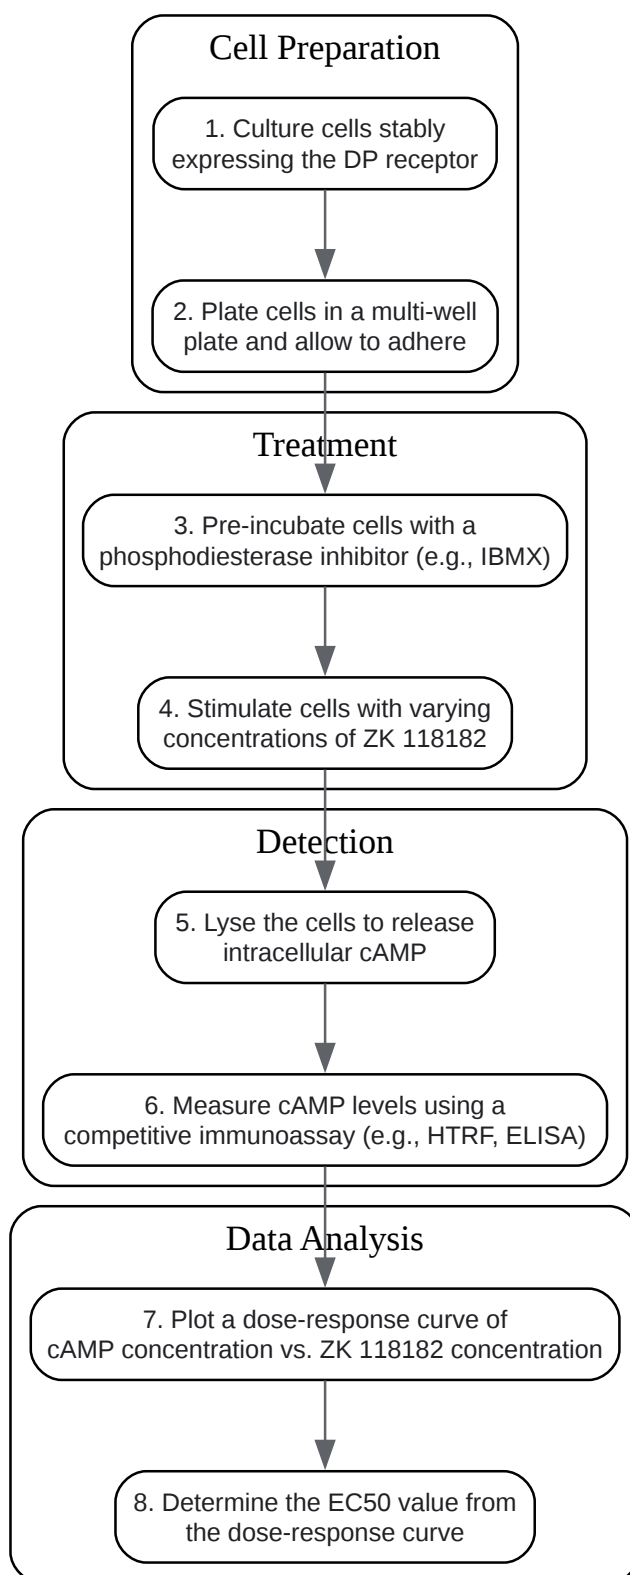 Cell Preparation
1. Culture cells stably
expressing the DP receptor
2. Plate cells in a multi-well
plate and allow to adhere
Treatment
3. Pre-incubate cells with a
phosphodiesterase inhibitor (e.g., IBMX)
4. Stimulate cells with varying
concentrations of ZK 118182
Detection
5. Lyse the cells to release
intracellular cAMP
6. Measure cAMP levels using a
competitive immunoassay (e.g., HTRF, ELISA)
Data Analysis
7. Plot a dose-response curve of
cAMP concentration vs. ZK 118182 concentration
8. Determine the EC50 value from
the dose-response curve